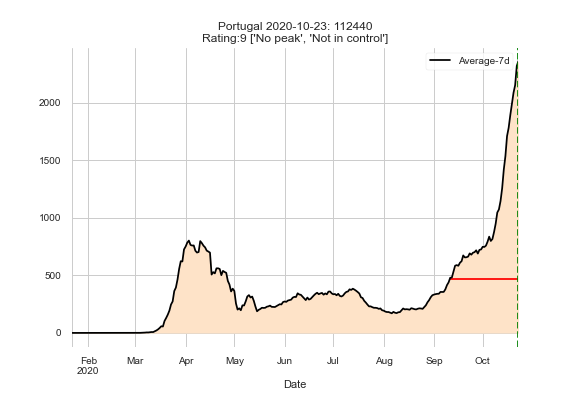 Portugal 2020-10-23: 112440
Rating:9 ['No peak', 'Not in control']
Average-7d
2000
1500
1000
500
0
Feb Mar Apr May Jun Jul Aug Sep Oct
2020
Date